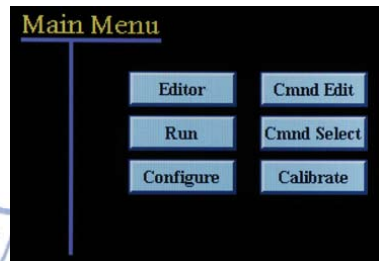 Main Menu
Editor
Cmnd Edit
Run
Cmnd Select
Configure
Calibrate